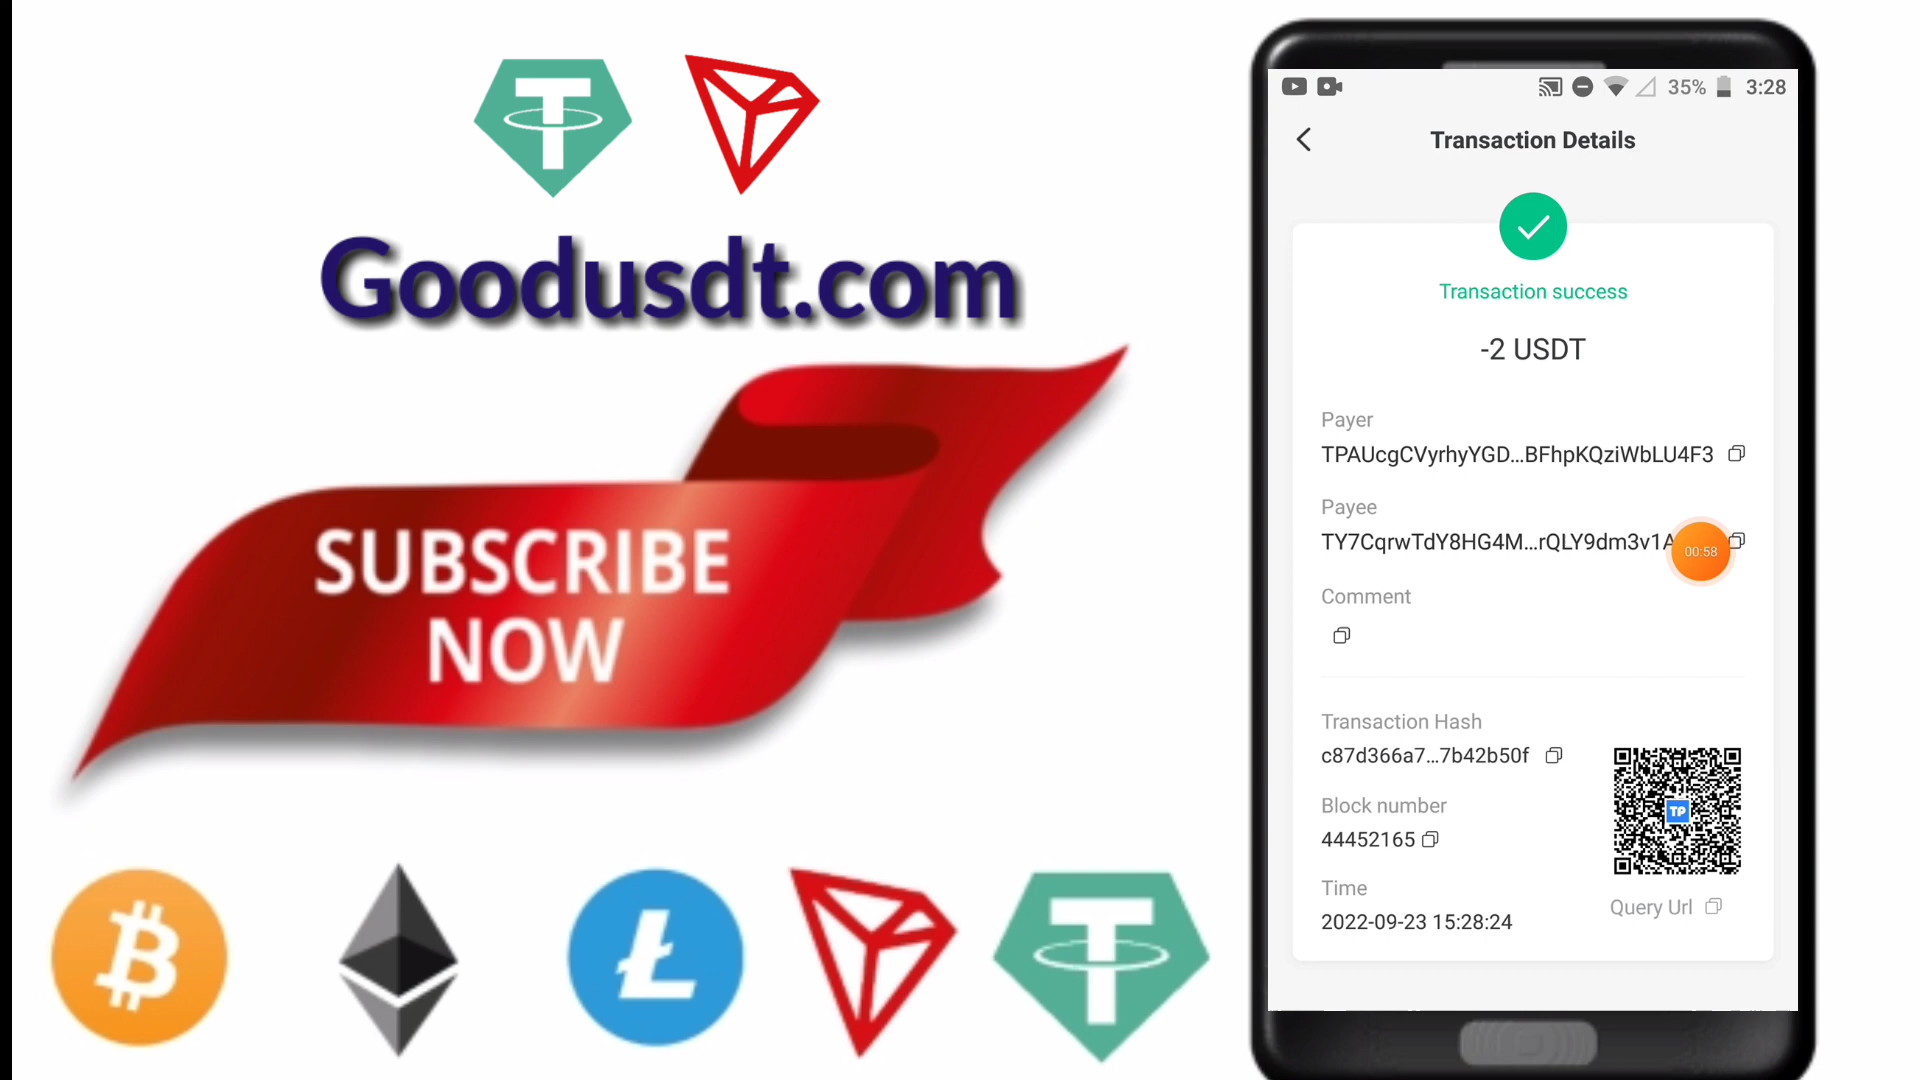 Goodusdt.com
SUBSCRIBE
NOW
35% 3:28
Transaction Details
Transaction success
-2 USDT
Payer
TPAUcgCVyrhyYGD...BFhpKQziWbLU4F3
Payee
TY7CqrwTdY8HG4M...rQLY9dm3v1A
00:58
Comment
Transaction Hash
c87d366a7...7b42b50f
Block number
44452165
TP
Time
2022-09-23 15:28:24
Query Url